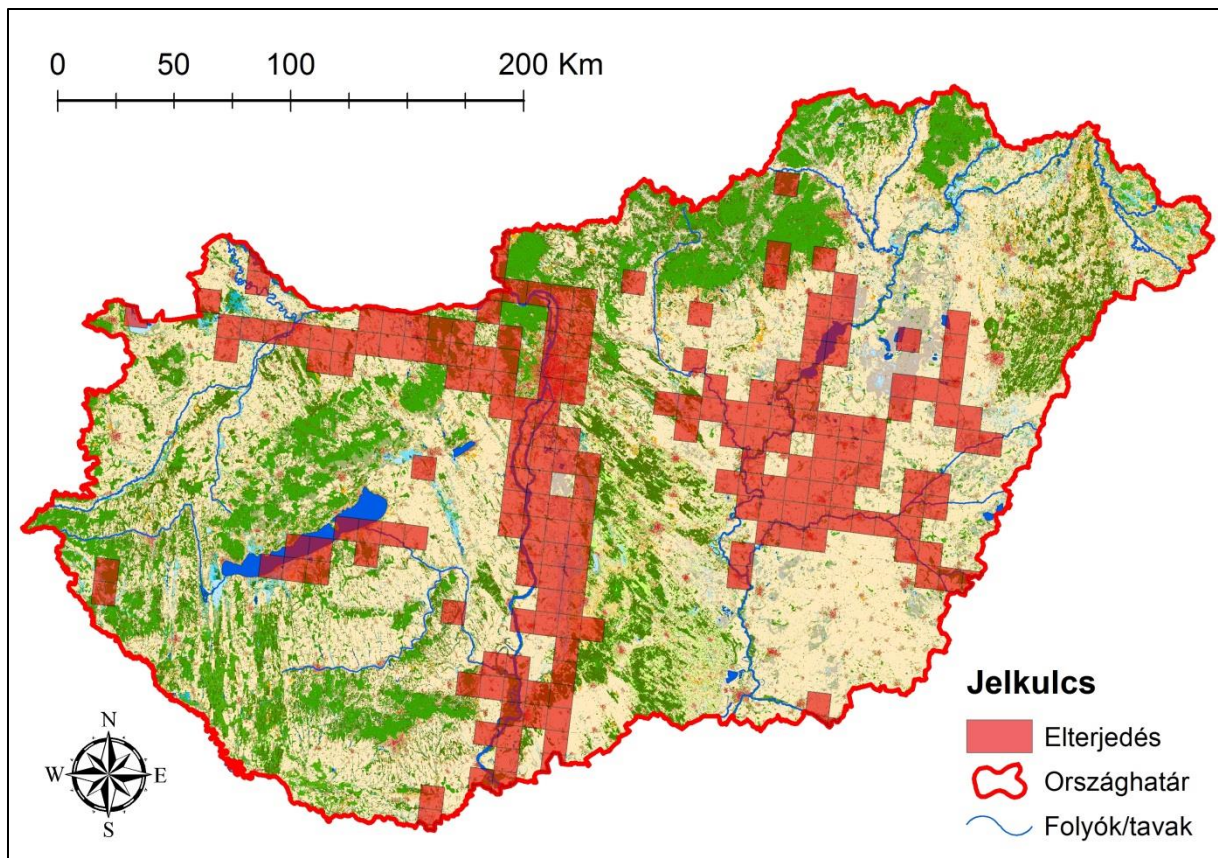 0 50 100 200 Km
N
W E
S
Jelkulcs
Elterjedés
Országhatár
Folyók/tavak